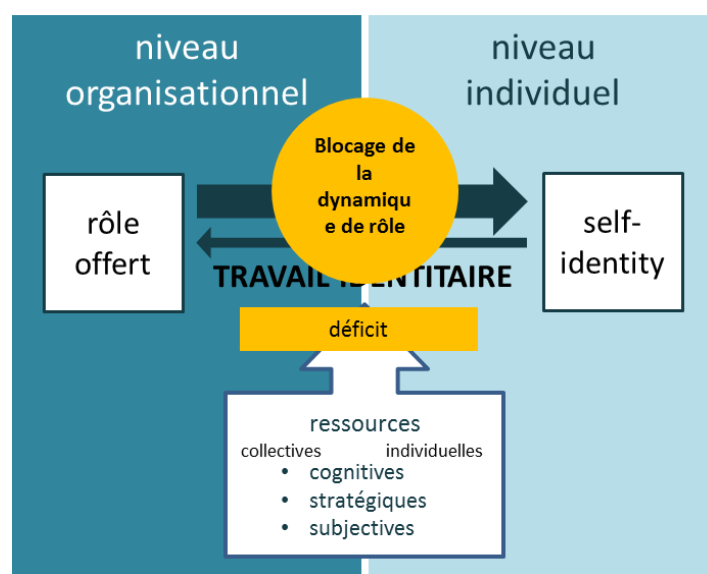 niveau
organisationnel
niveau
individuel
Blocage de
la
dynamiqu
e de rôle
rôle
offert
self-
identity
TRAVAIL IDENTITAIRE
déficit
ressources
collectives individuelles
• cognitives
• stratégiques
• subjectives